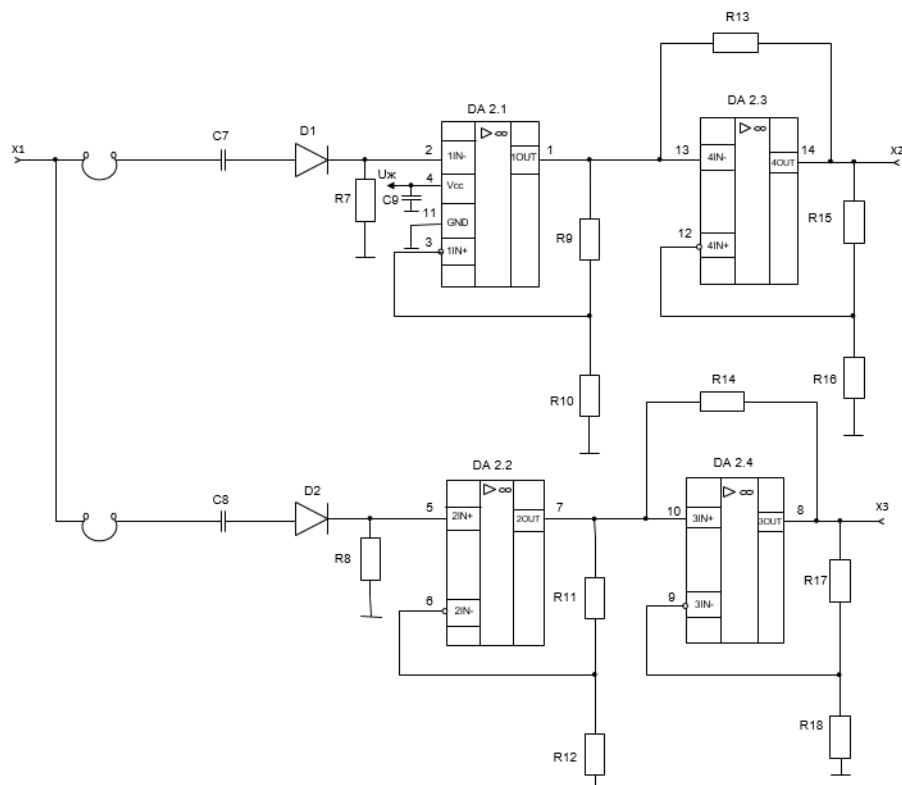 R13
DA 2.1
DA 2.3
X1
C7
D1
2
1IN-
▷ ∞
1OUT
1
13
4IN-
▷ ∞
4OUT
14
X2
Uж
4
Vcc
C9
R7
11
GND
3
1IN+
R9
12
4IN+
R15
R10
R16
R14
DA 2.2
DA 2.4
C8
D2
5
2IN+
▷ ∞
2OUT
7
10
3IN+
▷ ∞
3OUT
8
X3
R8
6
2IN-
R11
9
3IN-
R17
R12
R18